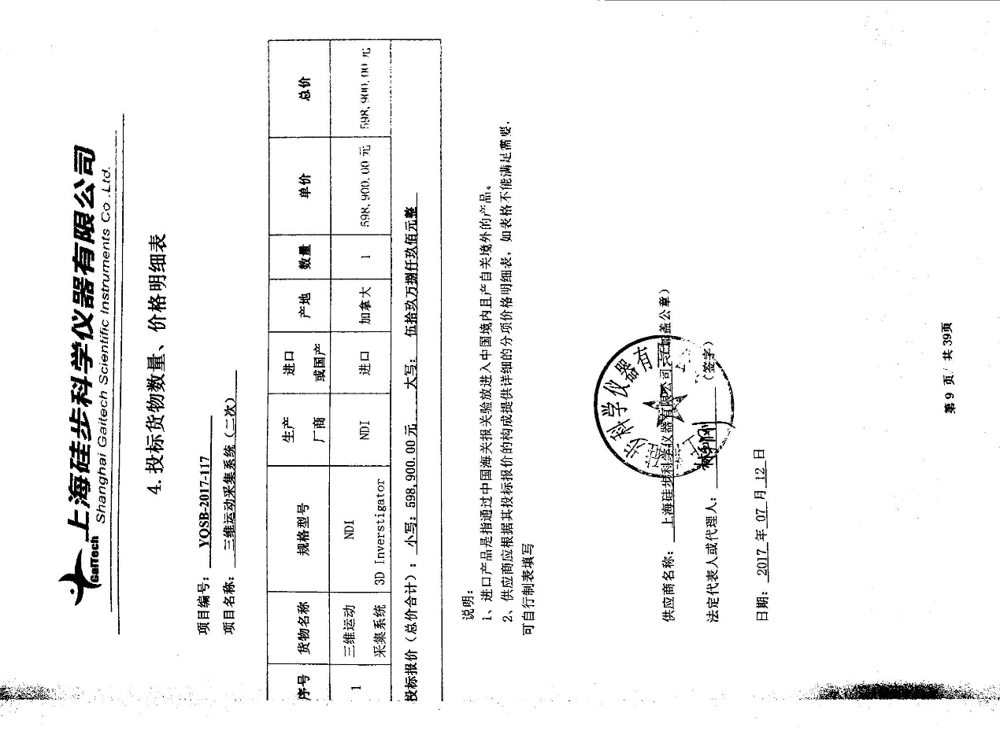 GaiTech
上海硅步科学仪器有限公司
Shanghai Gaitech Scientific Instruments Co.,Ltd.
4. 投标货物数量、价格明细表
项目编号： YQSB-2017-117
项目名称： 三维运动采集系统（二次）
序号 货物名称 规格型号 生产厂商 进口或国产 产地 数量 单价 总价
1 三维运动采集系统 NDI 3D Inverstigator NDI 进口 加拿大 1 598,900.00 元 598,900.00 元
投标报价（总价合计）： 小写：598,900.00 元 大写： 伍拾玖万捌仟玖佰元整
说明：
1、进口产品是指通过中国海关报关验放进入中国境内且产自关境外的产品。
2、供应商应根据其投标报价的构成提供详细的分项价格明细表，如表格不能满足需要，
可自行制表填写
供应商名称： 上海硅步科学仪器有限公司（加盖公章）
法定代表人或代理人： （签字）
日期： 2017 年 07 月 12 日
第 9 页/ 共 39页